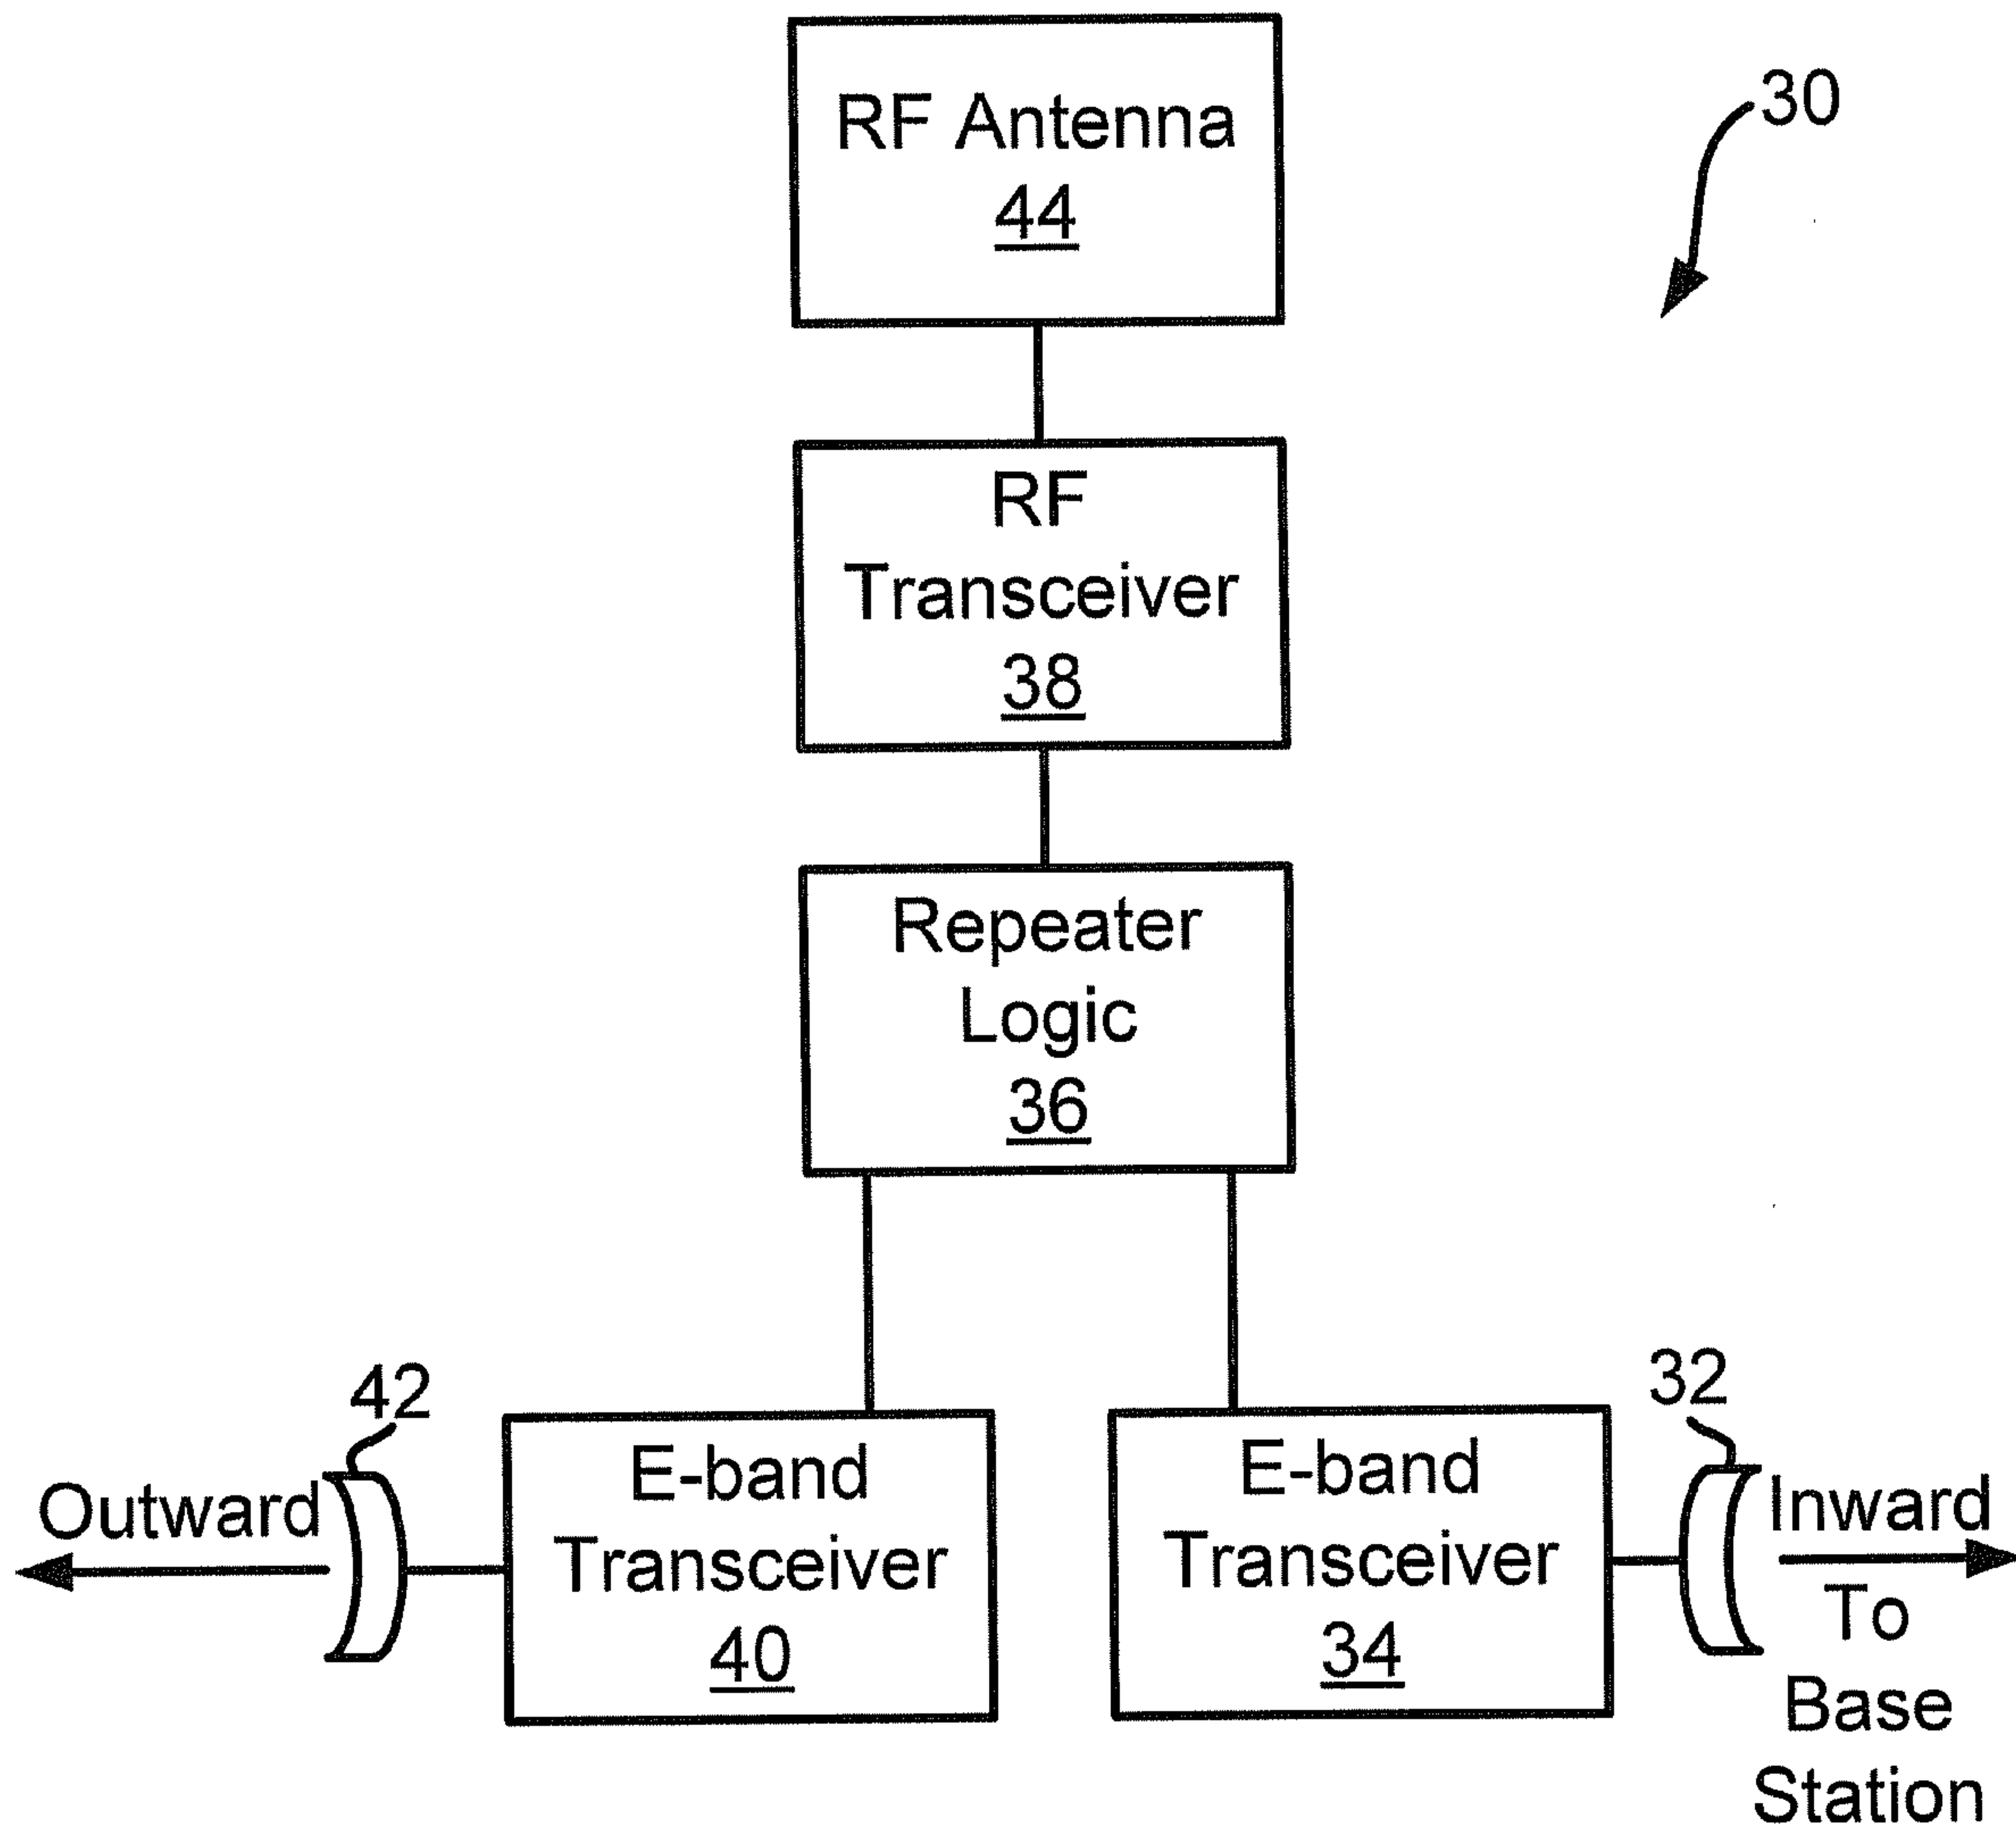 RF Antenna
44
30
RF
Transceiver
38
Repeater
Logic
36
42
32
Outward
E-band
Transceiver
40
E-band
Transceiver
34
Inward
To
Base
Station